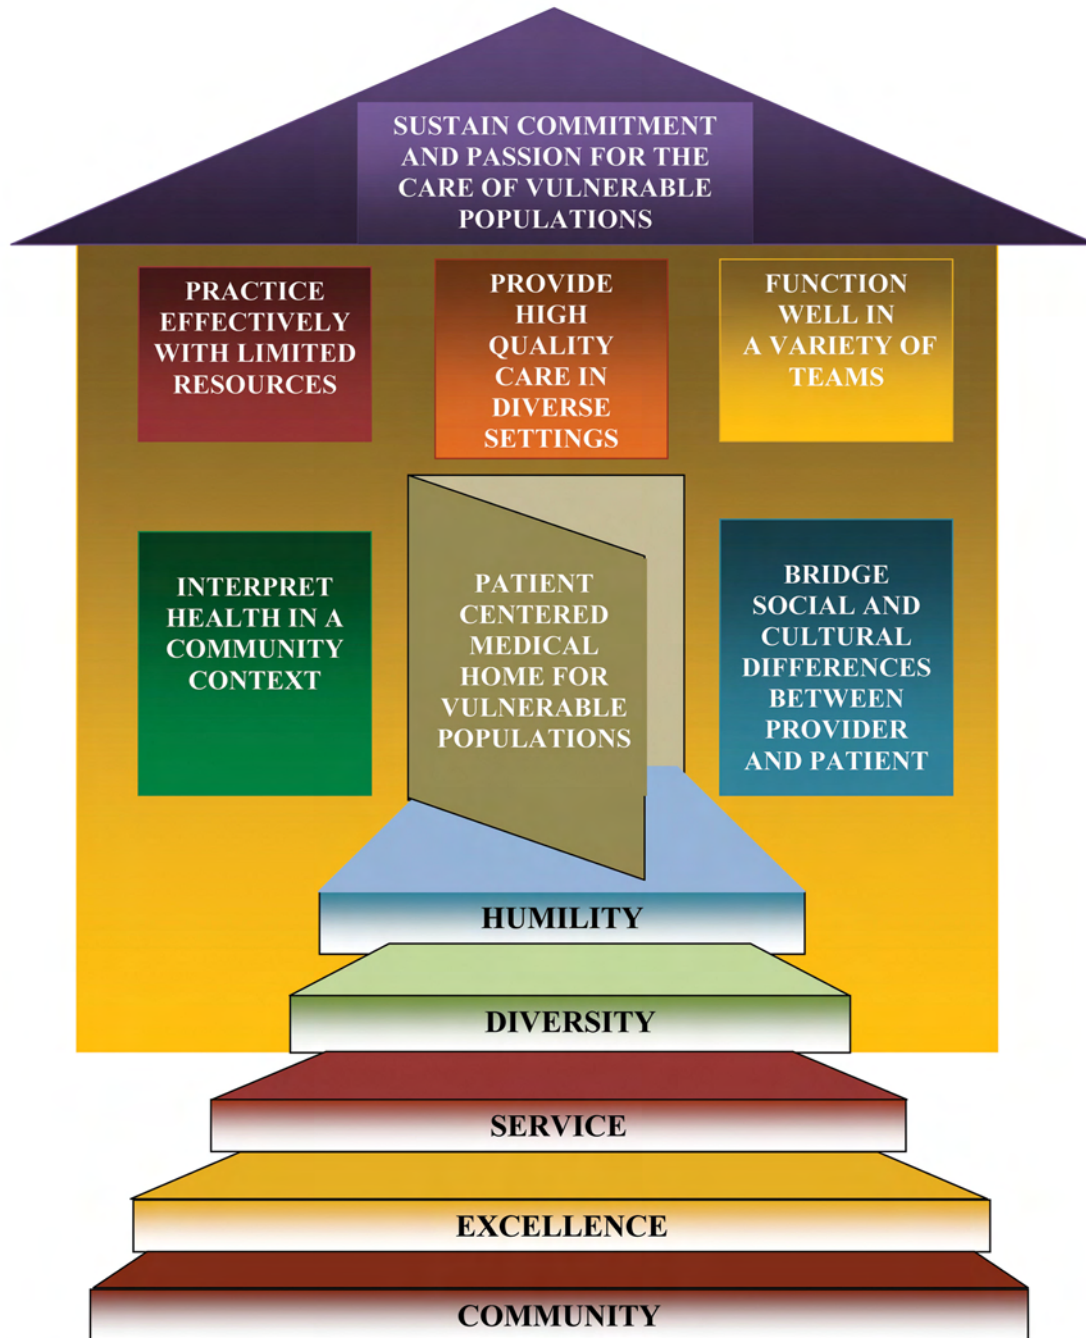 SUSTAIN COMMITMENT
AND PASSION FOR THE
CARE OF VULNERABLE
POPULATIONS
PRACTICE
EFFECTIVELY
WITH LIMITED
RESOURCES
PROVIDE
HIGH
QUALITY
CARE IN
DIVERSE
SETTINGS
FUNCTION
WELL IN
A VARIETY OF
TEAMS
INTERPRET
HEALTH IN A
COMMUNITY
CONTEXT
PATIENT
CENTERED
MEDICAL
HOME FOR
VULNERABLE
POPULATIONS
BRIDGE
SOCIAL AND
CULTURAL
DIFFERENCES
BETWEEN
PROVIDER
AND PATIENT
HUMILITY
DIVERSITY
SERVICE
EXCELLENCE
COMMUNITY